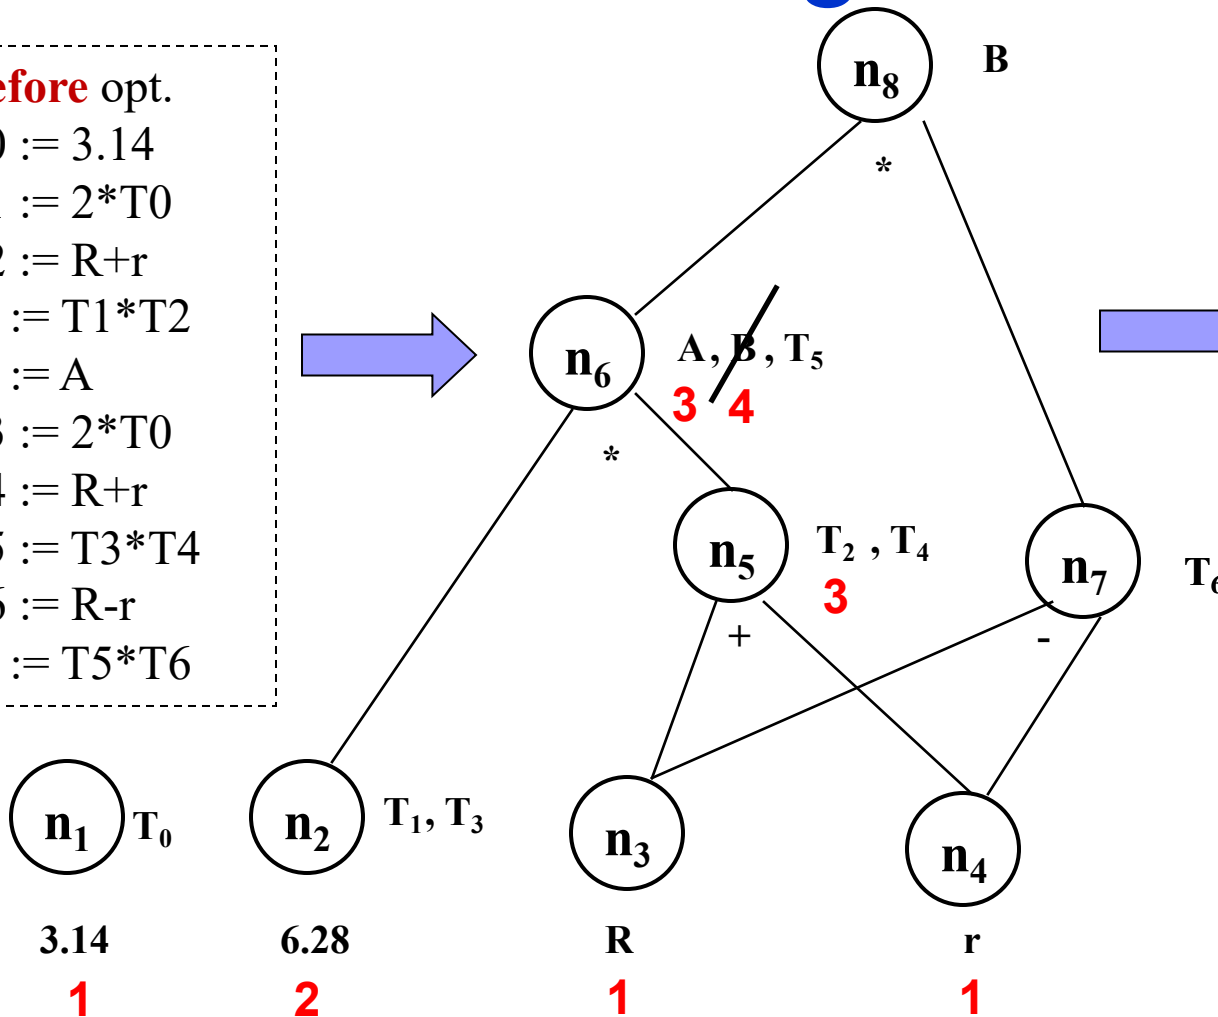 efore opt.
0 := 3.14
1 := 2*T0
2 := R+r
:= T1*T2
:= A
3 := 2*T0
4 := R+r
5 := T3*T4
6 := R-r
:= T5*T6
n8 B
*
n6 A , B , T5
3 4
*
n5 T2 , T4
3
+
n7 T6
-
n1 T0
n2 T1, T3
n3
n4
3.14 6.28 R r
1 2 1 1